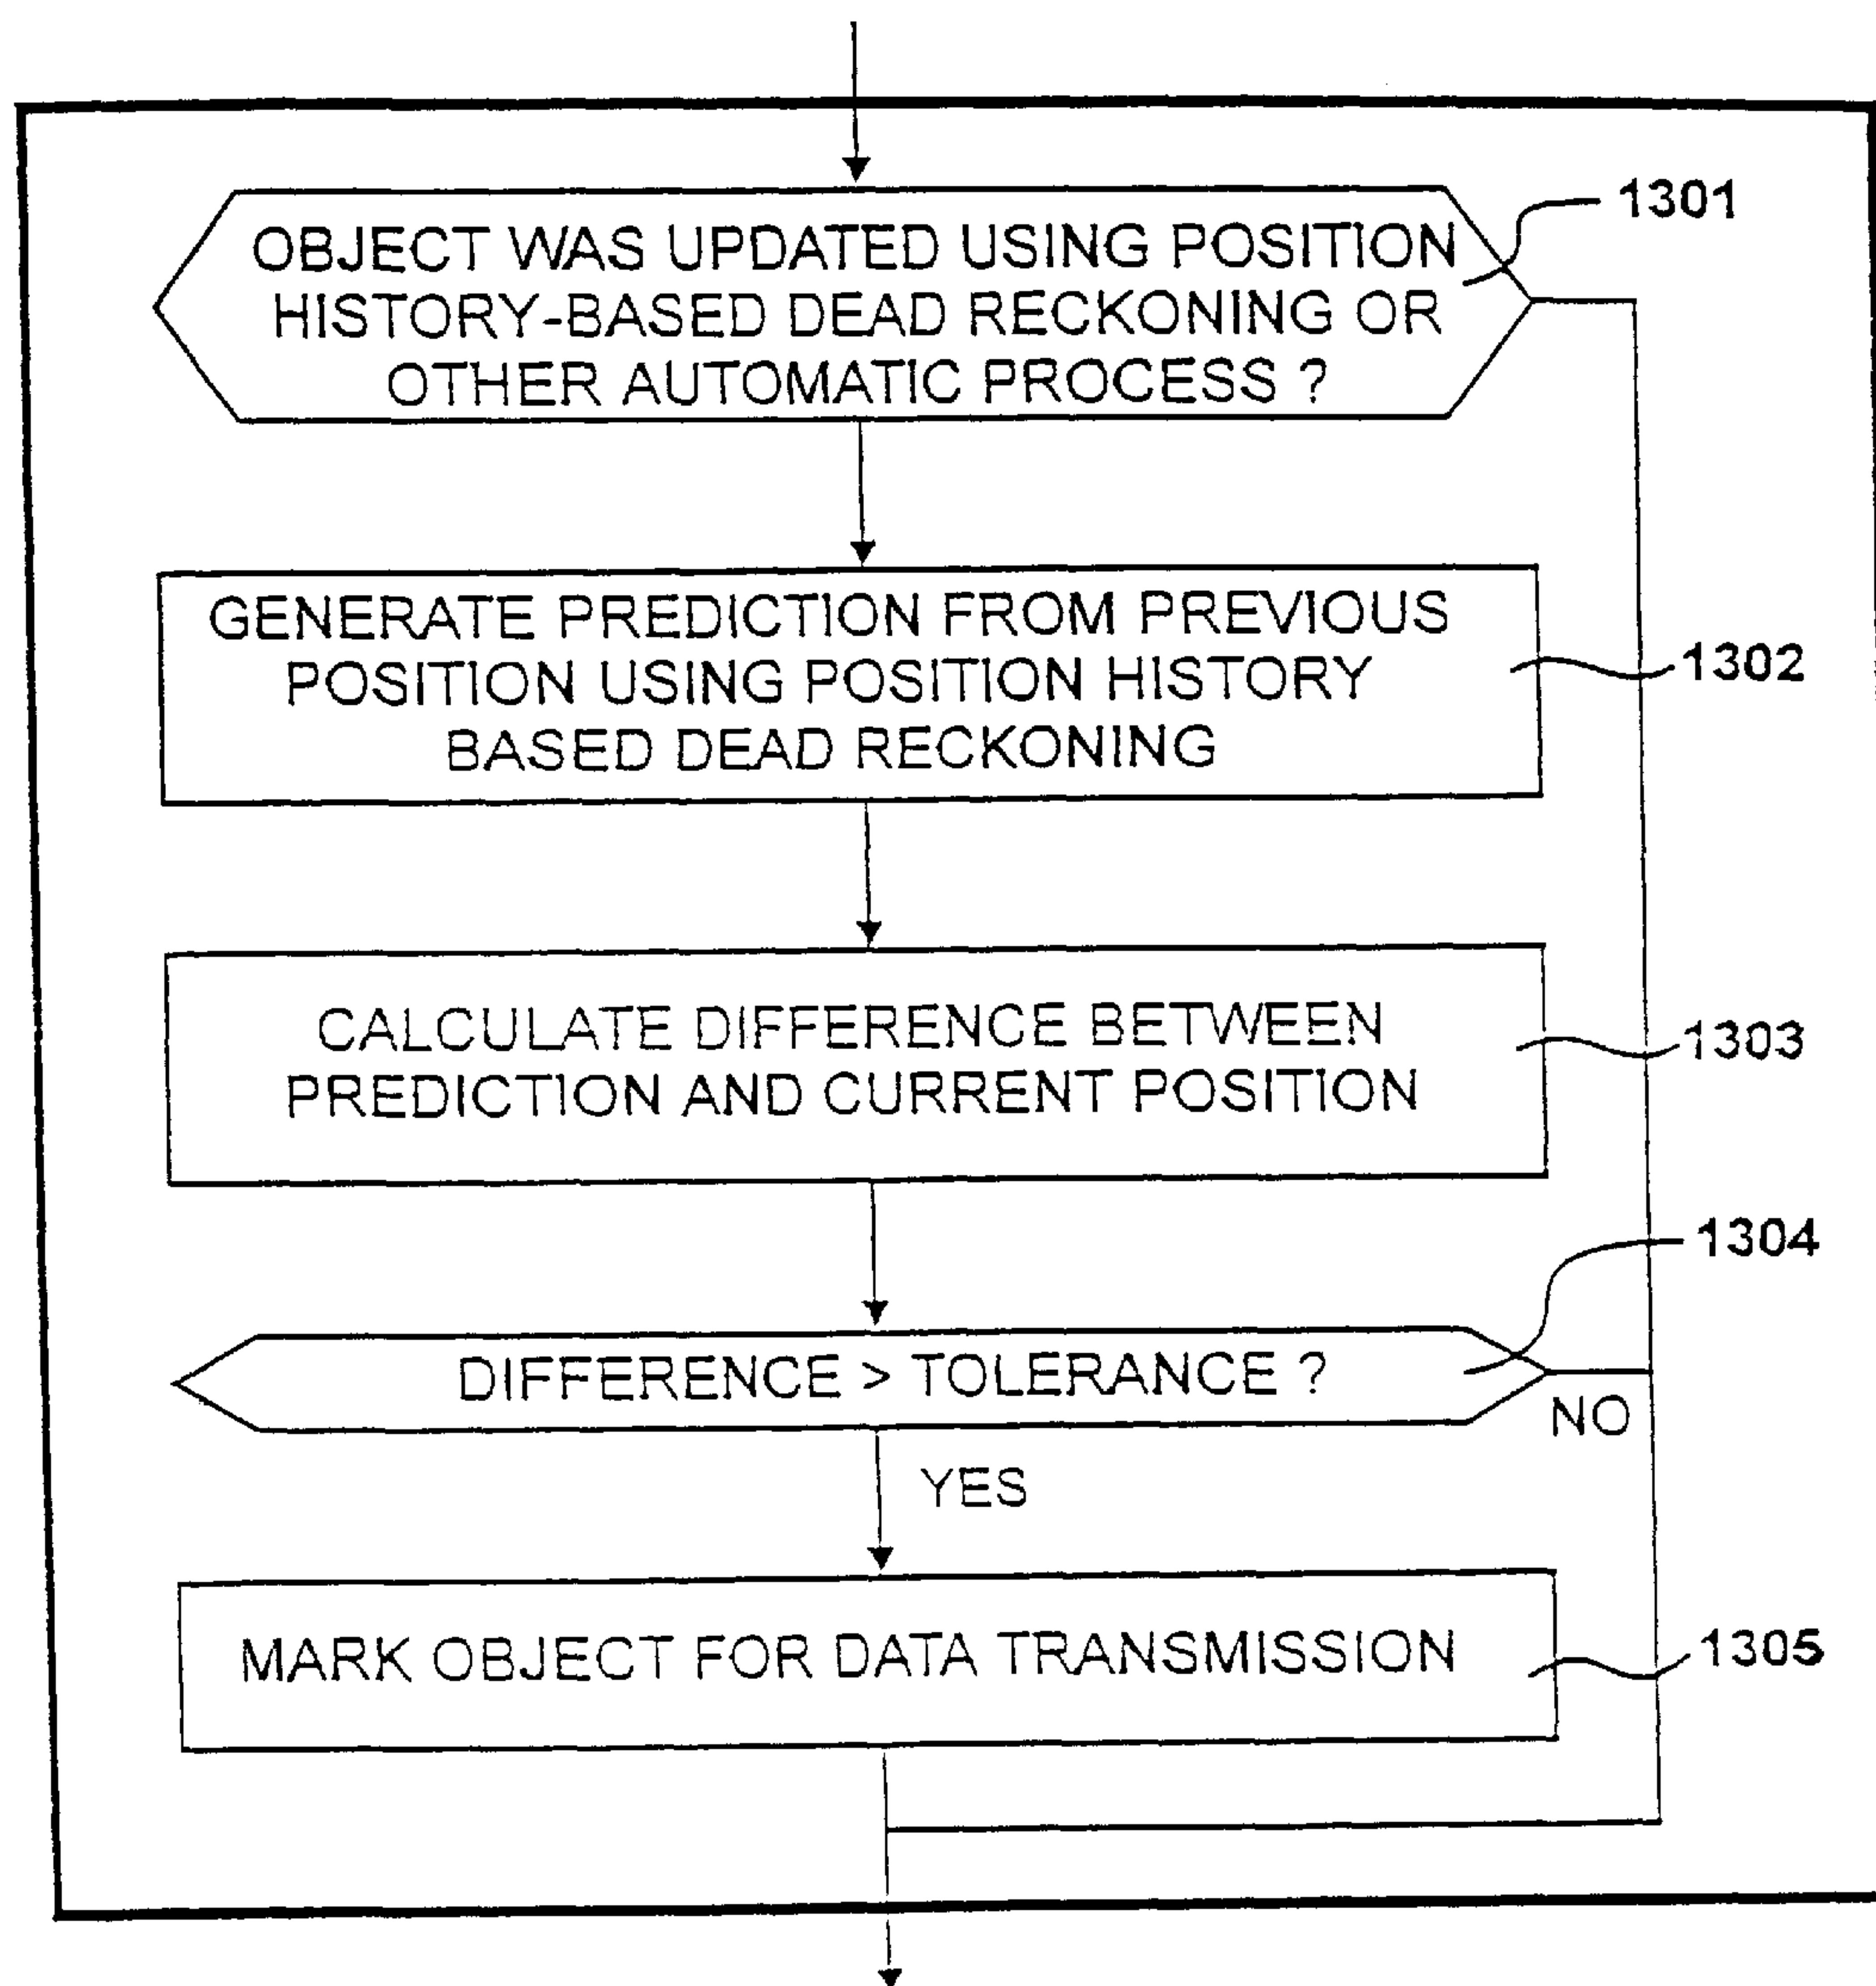 1301
OBJECT WAS UPDATED USING POSITION
HISTORY-BASED DEAD RECKONING OR
OTHER AUTOMATIC PROCESS ?
GENERATE PREDICTION FROM PREVIOUS
POSITION USING POSITION HISTORY
BASED DEAD RECKONING
1302
CALCULATE DIFFERENCE BETWEEN
PREDICTION AND CURRENT POSITION
1303
1304
DIFFERENCE > TOLERANCE ?
NO
YES
MARK OBJECT FOR DATA TRANSMISSION
1305